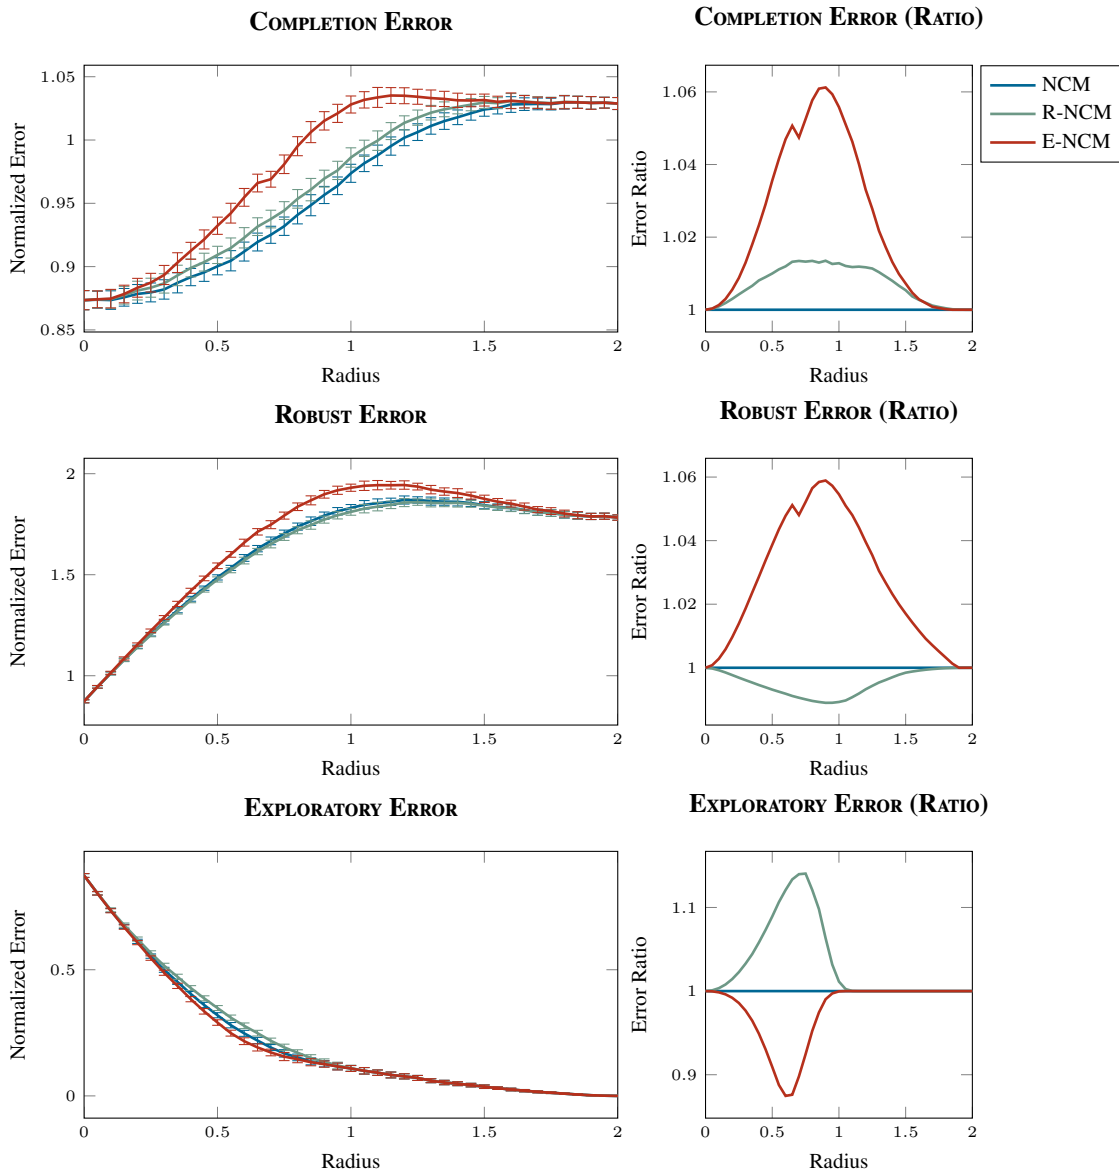 COMPLETION ERROR
COMPLETION ERROR (RATIO)
1.05
1
0.95
0.9
0.85
Normalized Error
0
0.5
1
1.5
2
Radius
1.06
1.04
1.02
1
Error Ratio
0
0.5
1
1.5
2
Radius
NCM
R-NCM
E-NCM
ROBUST ERROR
ROBUST ERROR (RATIO)
2
1.5
1
Normalized Error
0
0.5
1
1.5
2
Radius
1.06
1.04
1.02
1
Error Ratio
0
0.5
1
1.5
2
Radius
EXPLORATORY ERROR
EXPLORATORY ERROR (RATIO)
0.5
0
Normalized Error
0
0.5
1
1.5
2
Radius
1.1
1
0.9
Error Ratio
0
0.5
1
1.5
2
Radius